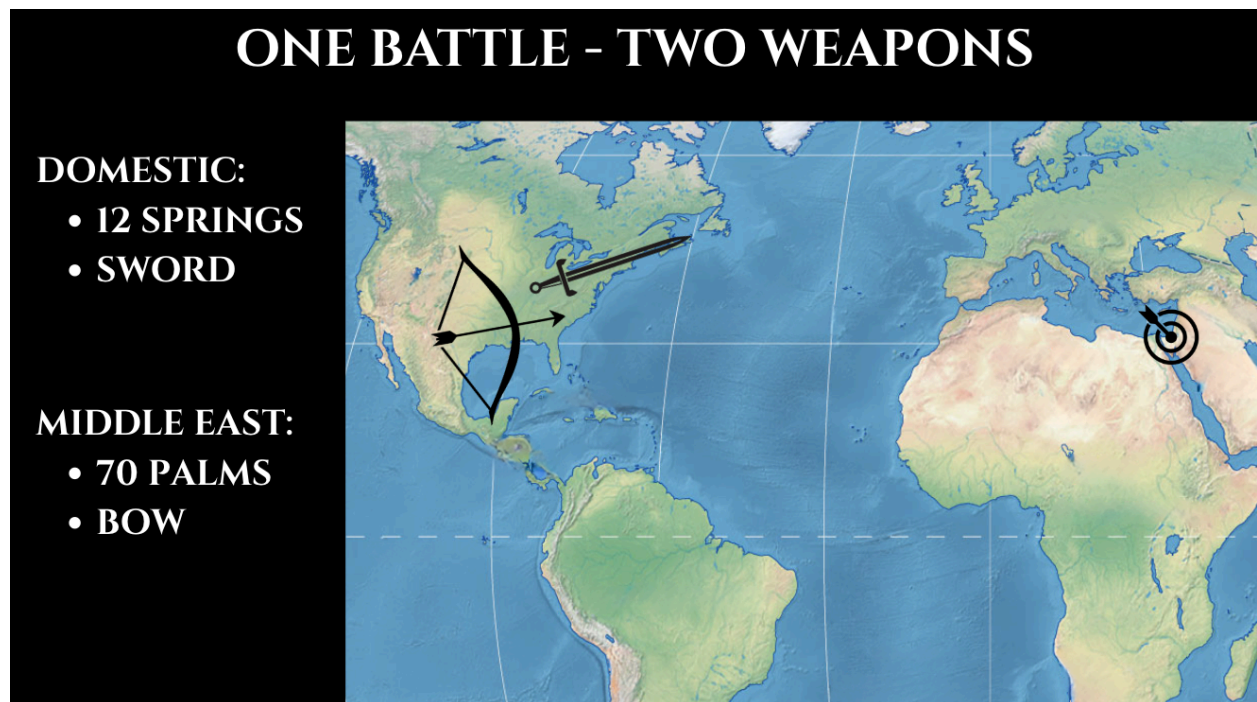 ONE BATTLE - TWO WEAPONS
DOMESTIC:
• 12 SPRINGS
• SWORD
MIDDLE EAST:
• 70 PALMS
• BOW